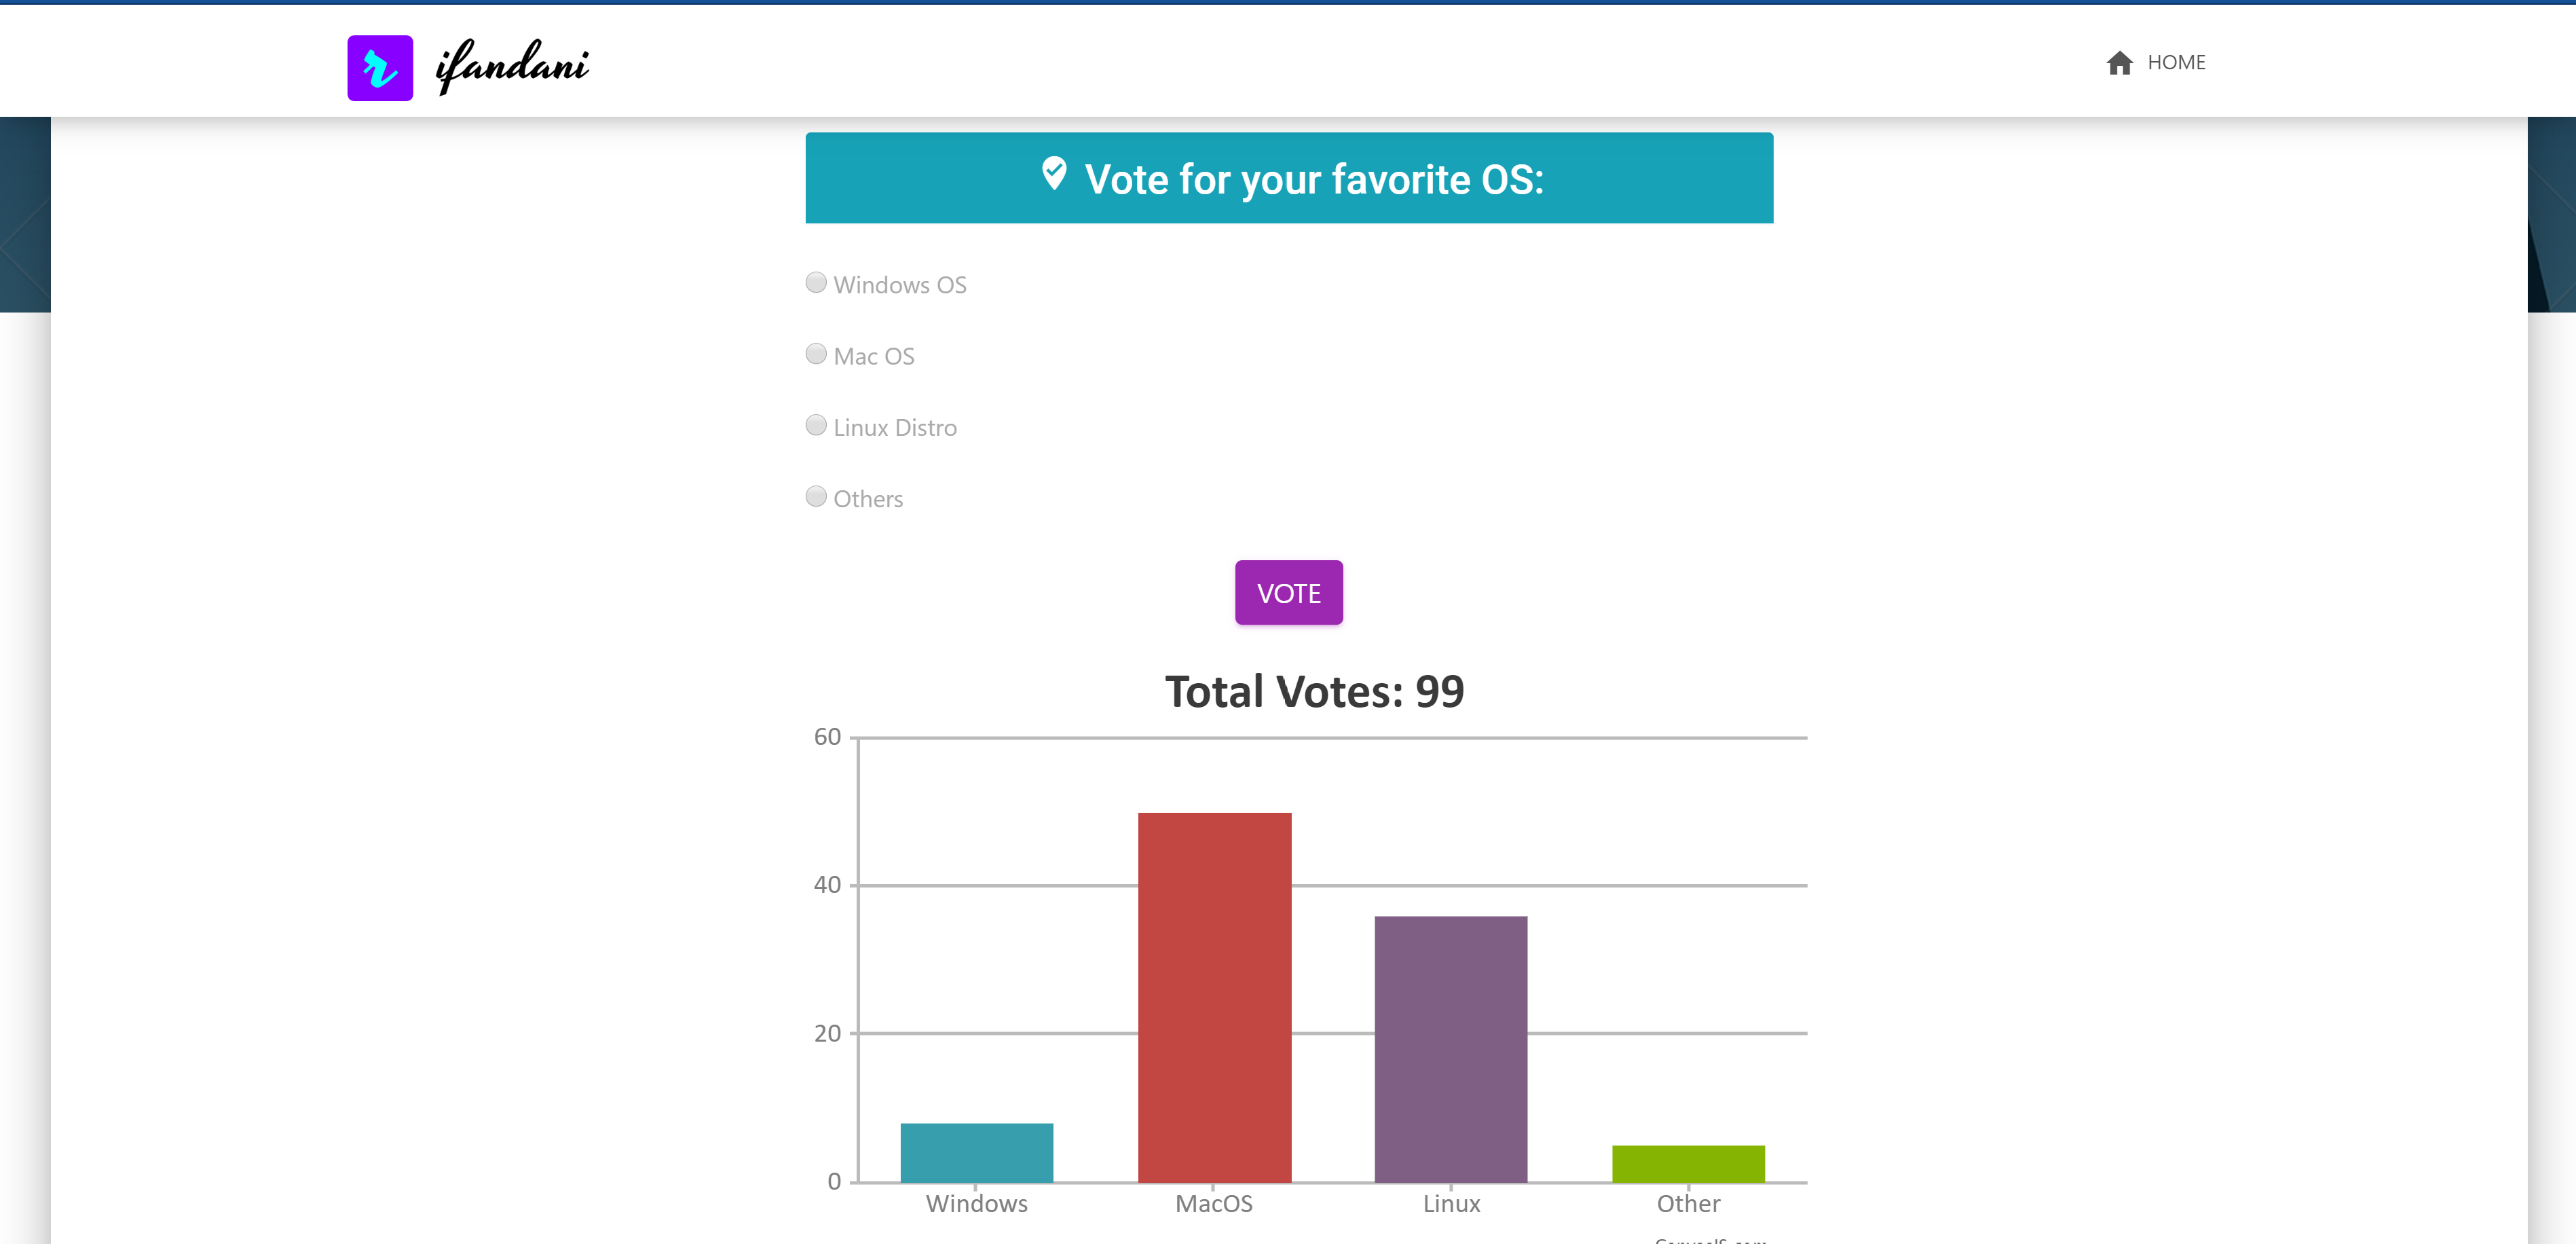 ifandani
HOME
Vote for your favorite OS:
Windows OS
Mac OS
Linux Distro
Others
VOTE
Total Votes: 99
60
40
20
0
Windows MacOS Linux Other